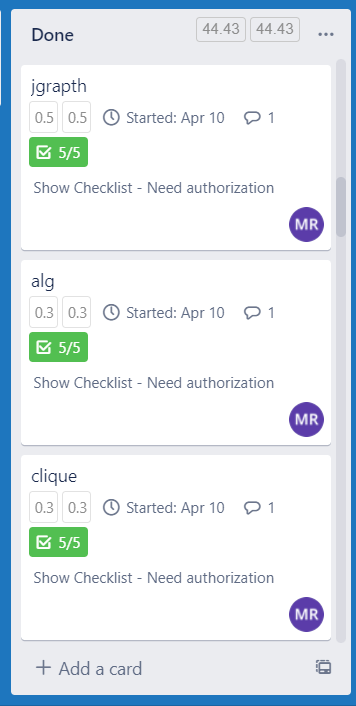 Done 44.43 44.43
jgrapth
0.5 0.5 Started: Apr 10 1
5/5
Show Checklist - Need authorization
MR
alg
0.3 0.3 Started: Apr 10 1
5/5
Show Checklist - Need authorization
MR
clique
0.3 0.3 Started: Apr 10 1
5/5
Show Checklist - Need authorization
MR
+ Add a card